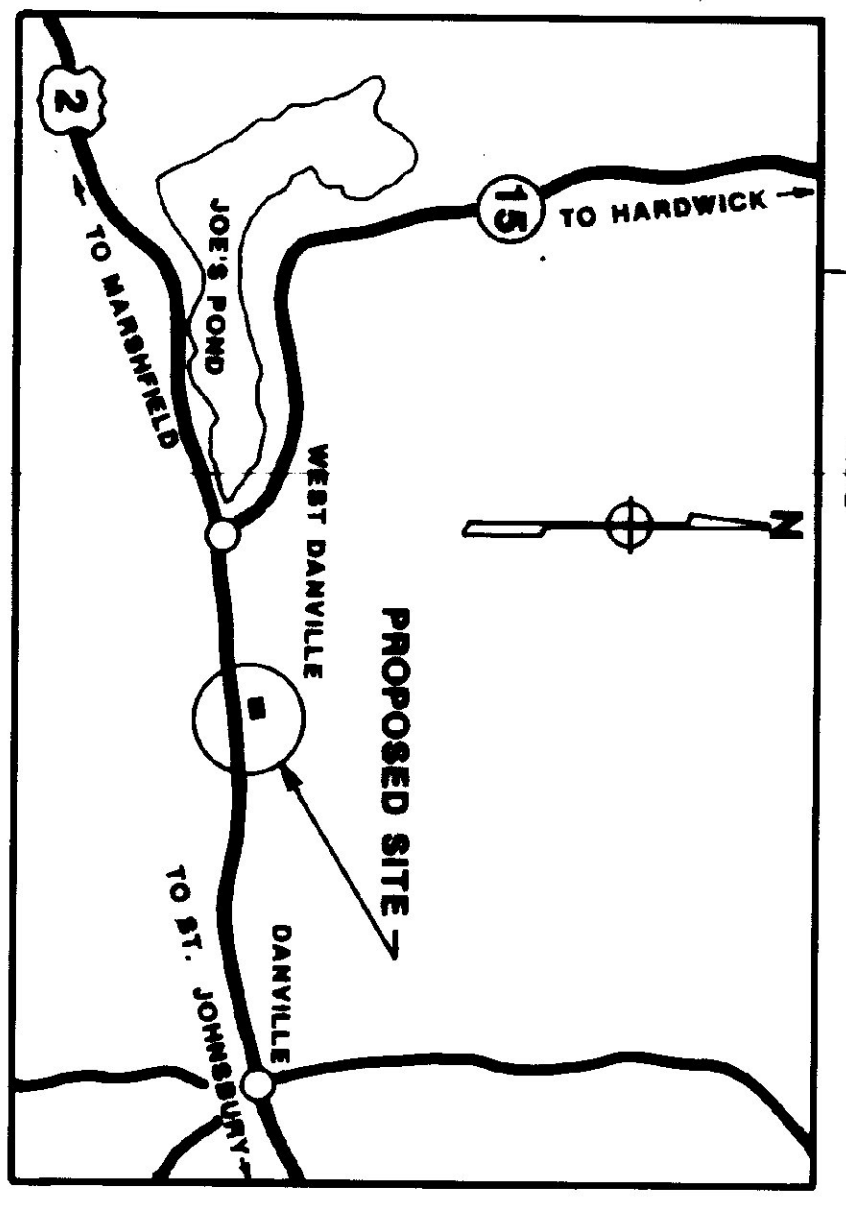 N
15
TO HARDWICK →
2
← TO MARSHFIELD
JOE'S POND
WEST DANVILLE
PROPOSED SITE
DANVILLE
TO ST. JOHNSBURY →